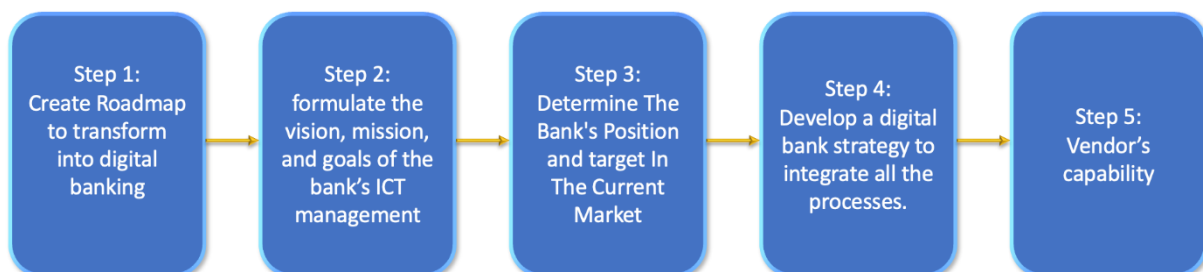 Step 1:
Create Roadmap
to transform
into digital
banking
Step 2:
formulate the
vision, mission,
and goals of the
bank's ICT
management
Step 3:
Determine The
Bank's Position
and target In
The Current
Market
Step 4:
Develop a digital
bank strategy to
integrate all the
processes.
Step 5:
Vendor's
capability